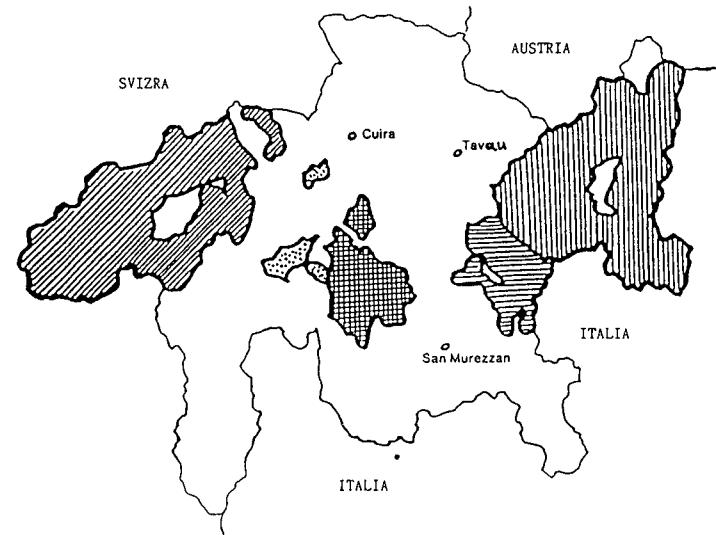 AUSTRIA
SVIZRA
Cuira
Tavau
ITALIA
San Murezzan
ITALIA